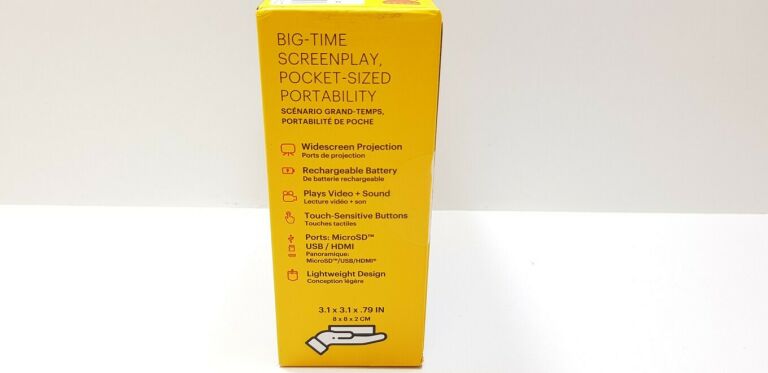 BIG-TIME
SCREENPLAY,
POCKET-SIZED
PORTABILITY
SCÉNARIO GRAND-TEMPS,
PORTABILITÉ DE POCHE
Widescreen Projection
Ports de projection
Rechargeable Battery
De batterie rechargeable
Plays Video + Sound
Lecture vidéo + son
Touch-Sensitive Buttons
Touches tactiles
Ports: MicroSD™
USB / HDMI
Panoramique:
MicroSD™/USB/HDMI®
Lightweight Design
Conception légère
3.1 x 3.1 x .79 IN
8 x 8 x 2 CM